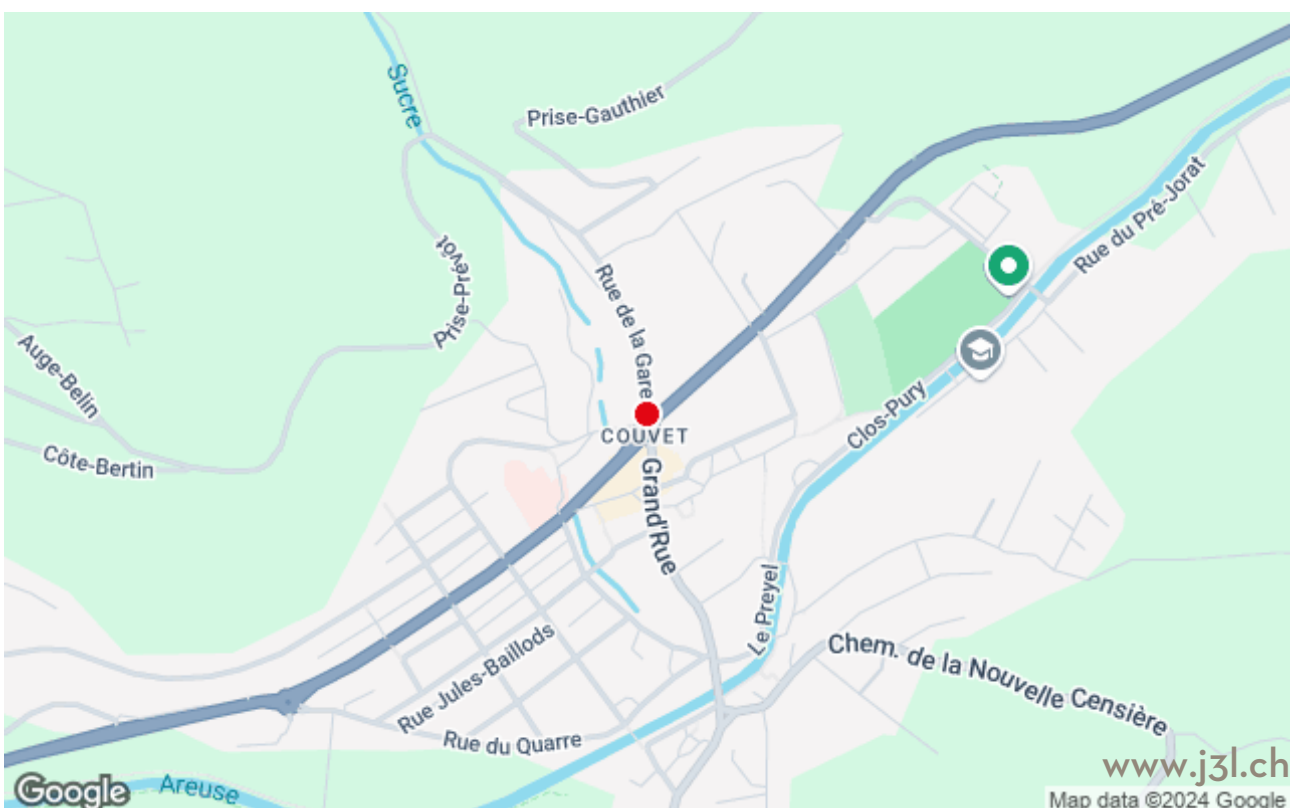 Sucre
Prise-Gauthier
Rue du Pré-Jorat
Prise-Prévôt
Rue de la Gare
Auge-Belin
Clos-Pury
COUVET
Côte-Bertin
Grand'Rue
Le Preyel
Rue Jules-Baillods
Chem. de la Nouvelle Censière
Rue du Quarre
www.j3l.ch
Areuse
Google
Map data ©2024 Google